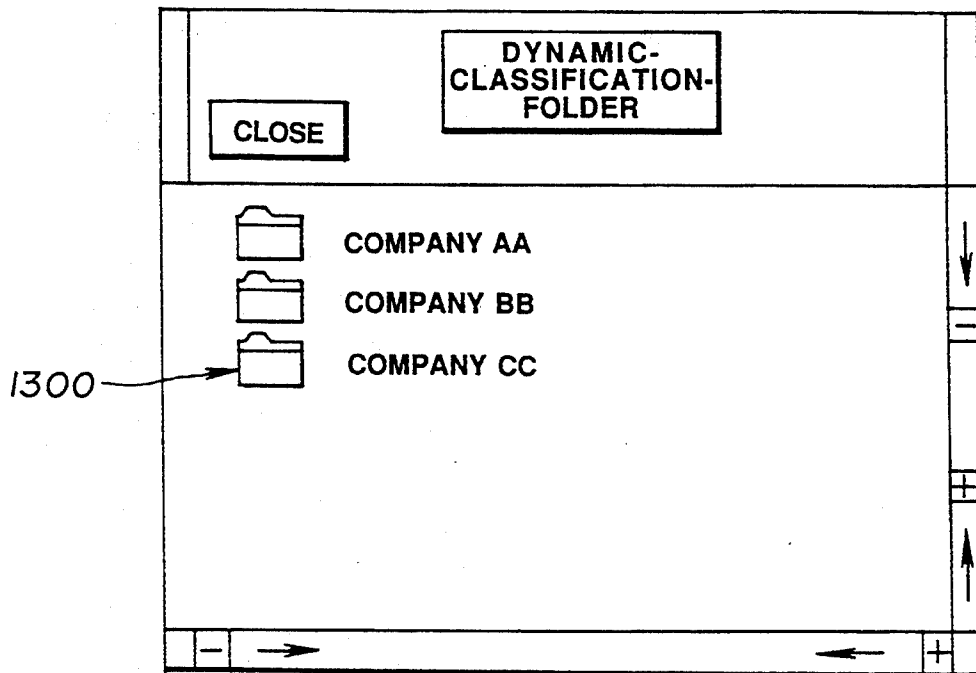 DYNAMIC-
CLASSIFICATION-
FOLDER
CLOSE
COMPANY AA
COMPANY BB
COMPANY CC
1300
−
+
− +